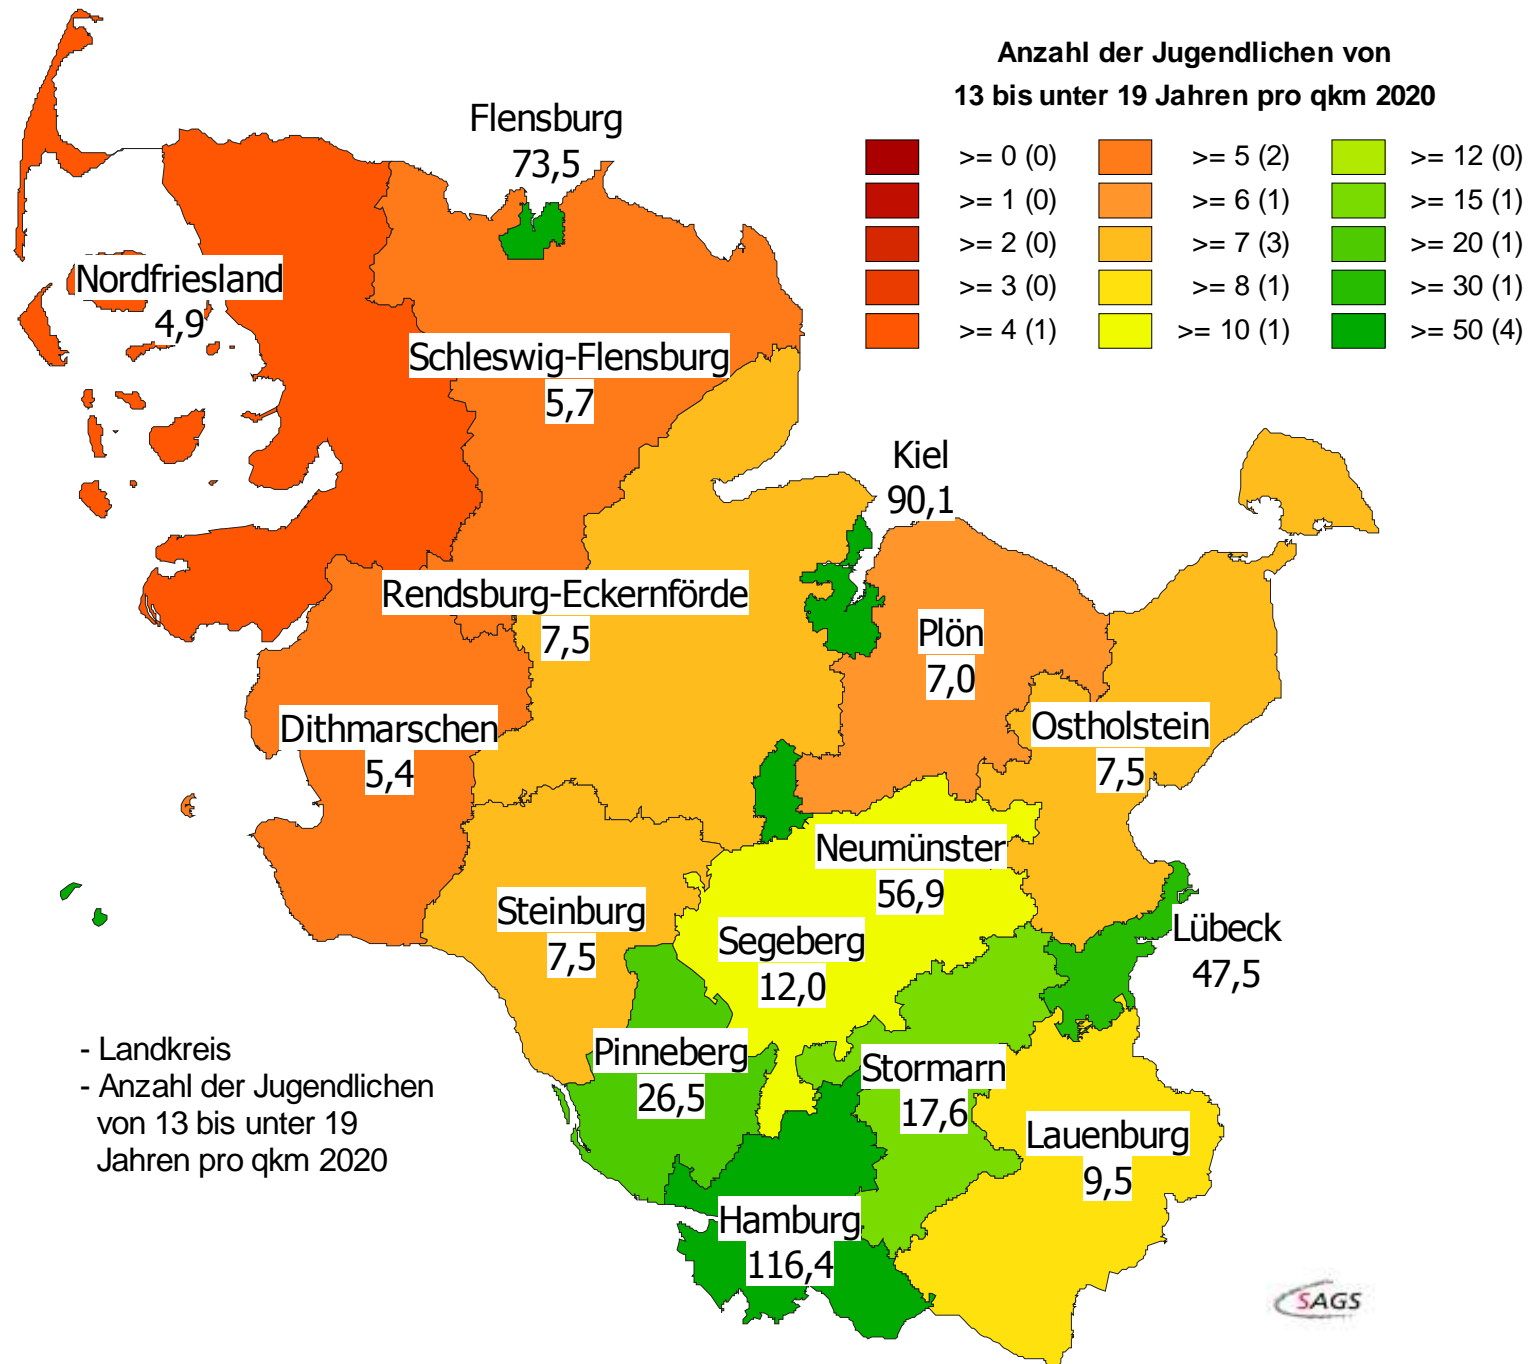 Anzahl der Jugendlichen von
13 bis unter 19 Jahren pro qkm 2020
>= 0 (0)
>= 1 (0)
>= 2 (0)
>= 3 (0)
>= 4 (1)
>= 5 (2)
>= 6 (1)
>= 7 (3)
>= 8 (1)
>= 10 (1)
>= 12 (0)
>= 15 (1)
>= 20 (1)
>= 30 (1)
>= 50 (4)
Flensburg
73,5
Nordfriesland
4,9
Schleswig-Flensburg
5,7
Kiel
90,1
Rendsburg-Eckernförde
7,5
Plön
7,0
Dithmarschen
5,4
Ostholstein
7,5
Neumünster
56,9
Steinburg
7,5
Segeberg
12,0
Lübeck
47,5
Pinneberg
26,5
Stormarn
17,6
Lauenburg
9,5
Hamburg
116,4
- Landkreis
- Anzahl der Jugendlichen
von 13 bis unter 19
Jahren pro qkm 2020
SAGS